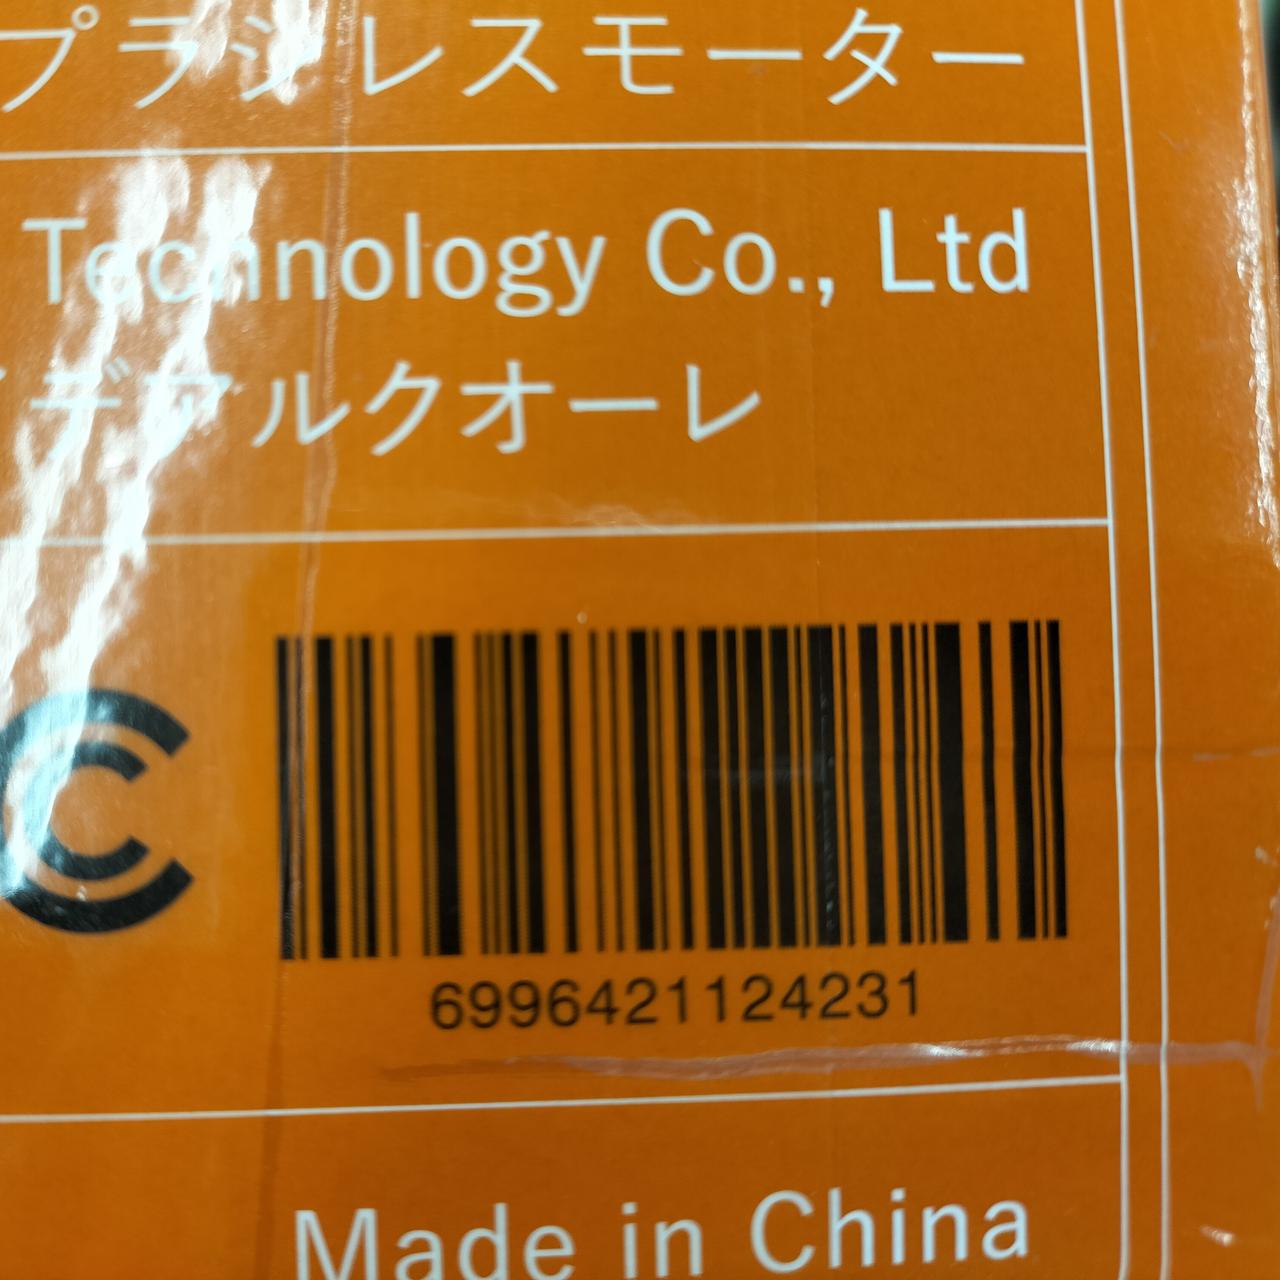 ブラシレスモーター
Technology Co., Ltd
デアルクオーレ
6996421124231
Made in China